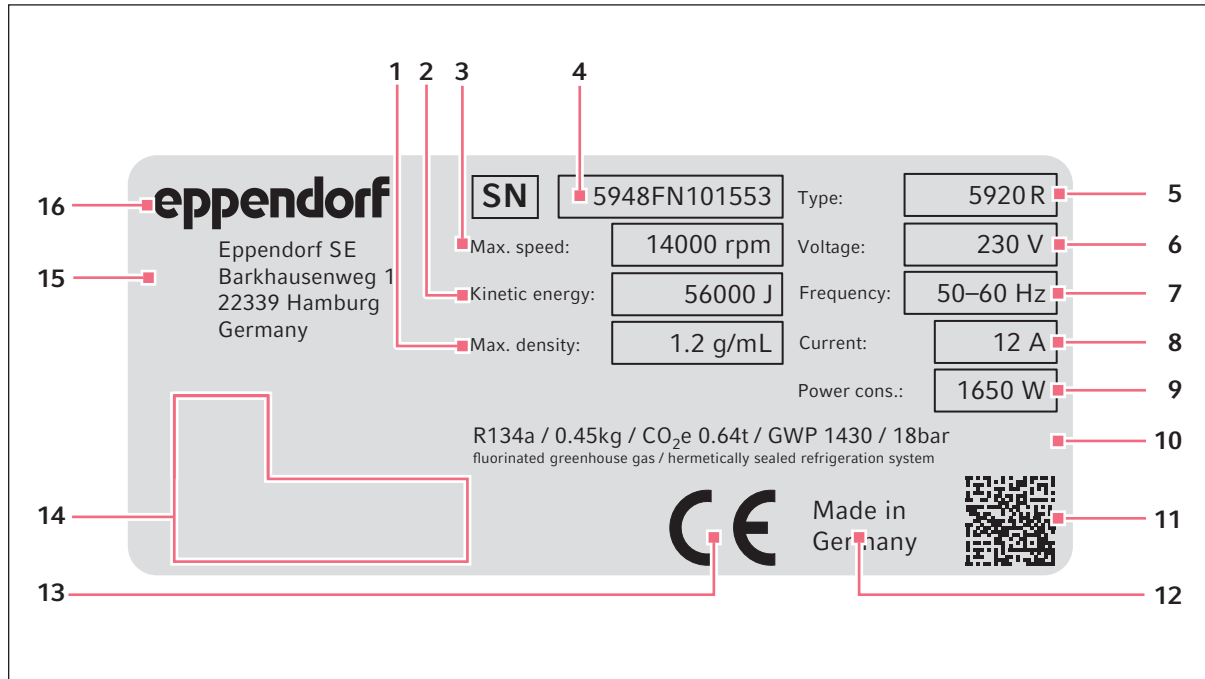 1 2 3 4
16 eppendorf SN 5948FN101553 Type: 5920 R 5
15 Eppendorf SE
Barkhausenweg 1
22339 Hamburg
Germany
Max. speed: 14000 rpm Voltage: 230 V 6
Kinetic energy: 56000 J Frequency: 50–60 Hz 7
Max. density: 1.2 g/mL Current: 12 A 8
Power cons.: 1650 W 9
R134a / 0.45kg / CO₂e 0.64t / GWP 1430 / 18bar 10
fluorinated greenhouse gas / hermetically sealed refrigeration system
14 CE Made in 11
Germany
13 12